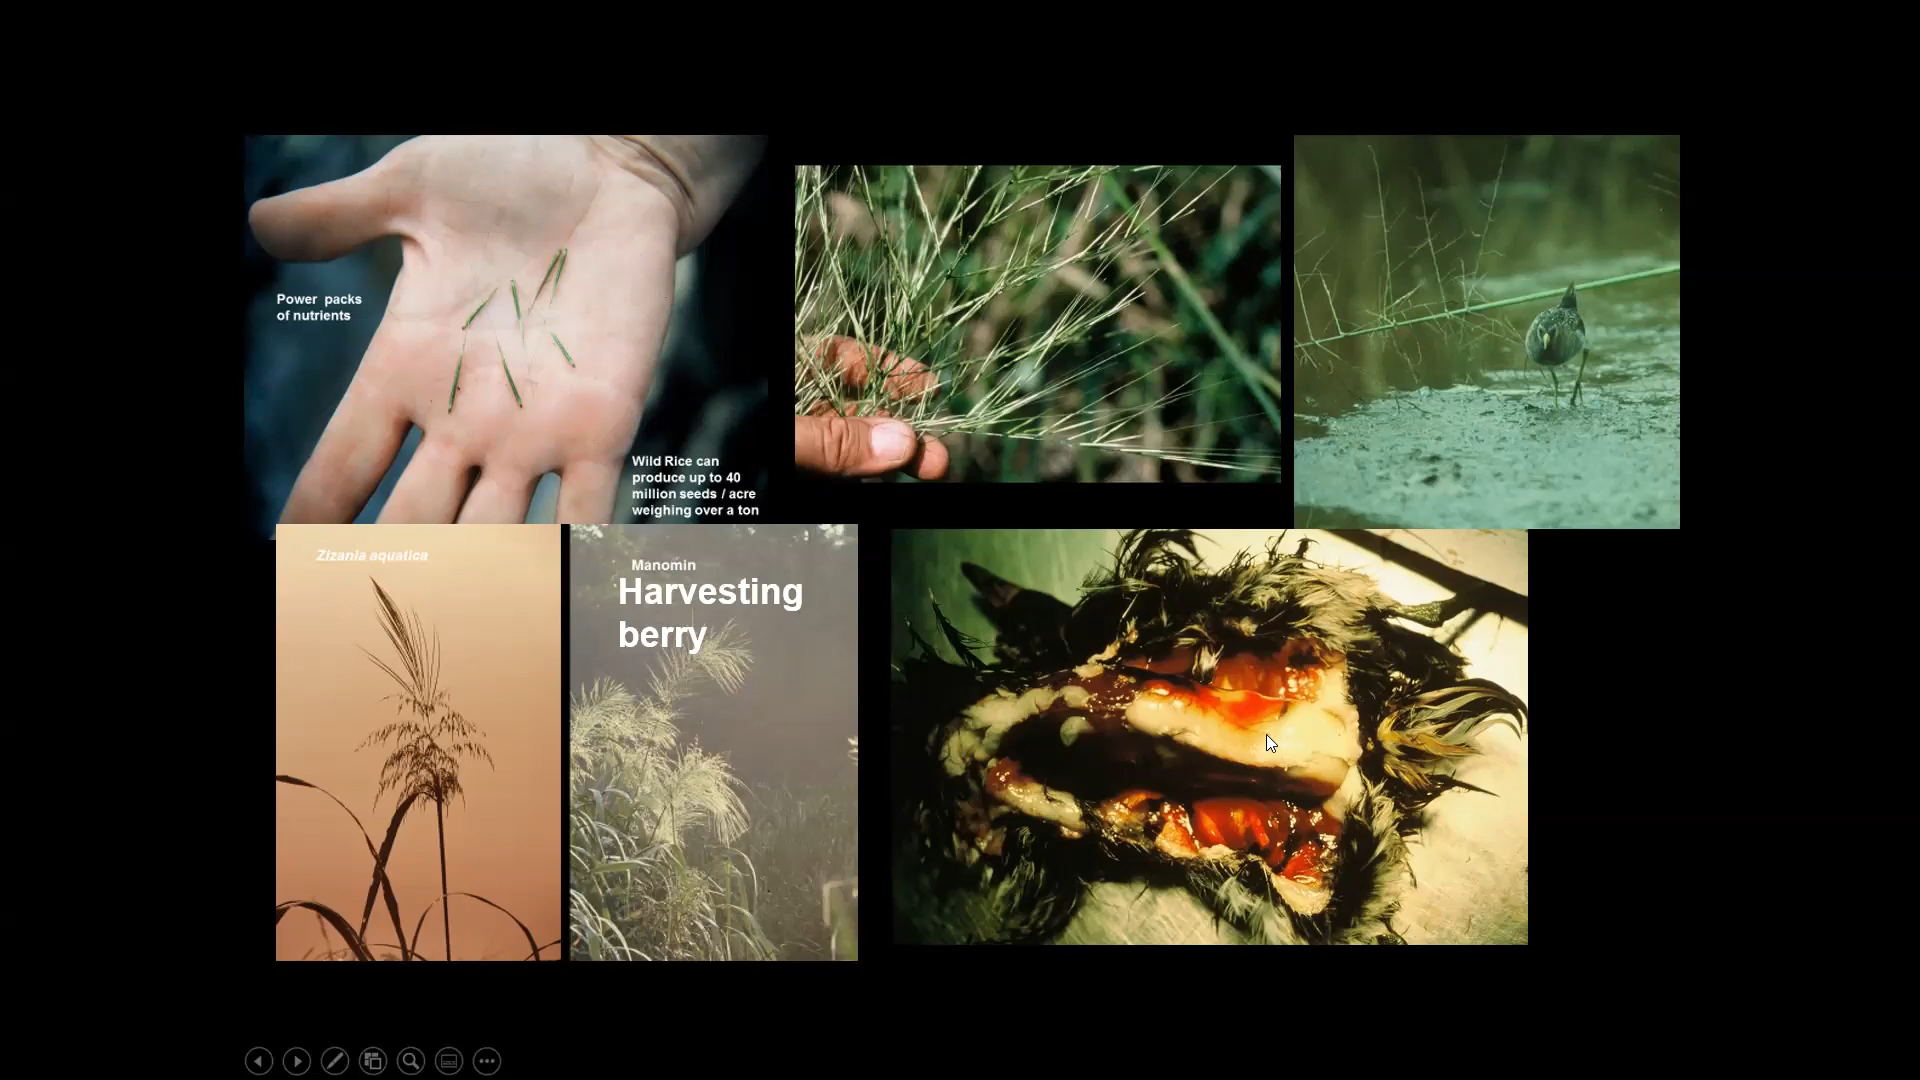 Power packs
of nutrients
Wild Rice can
produce up to 40
million seeds / acre
weighing over a ton
Zizania aquatica
Manomin
Harvesting
berry